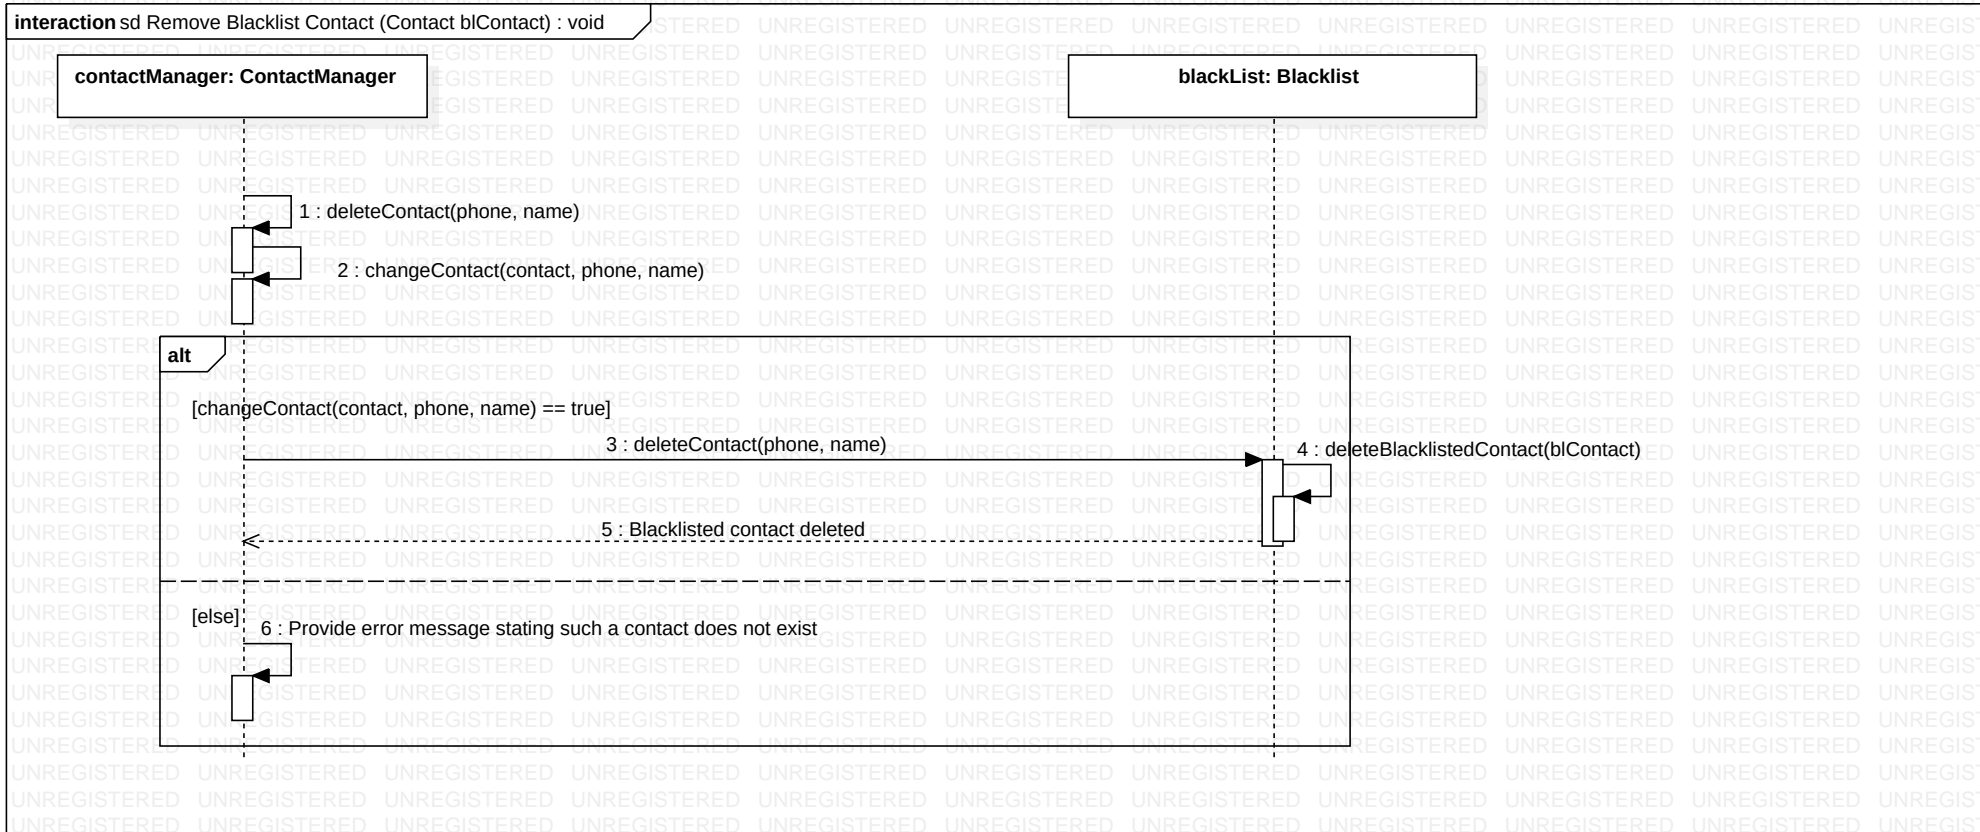 interaction sd Remove Blacklist Contact (Contact blContact) : void
contactManager: ContactManager
blackList: Blacklist
1 : deleteContact(phone, name)
2 : changeContact(contact, phone, name)
alt
[changeContact(contact, phone, name) == true]
3 : deleteContact(phone, name)
4 : deleteBlacklistedContact(blContact)
5 : Blacklisted contact deleted
[else]
6 : Provide error message stating such a contact does not exist
UNREGISTERED